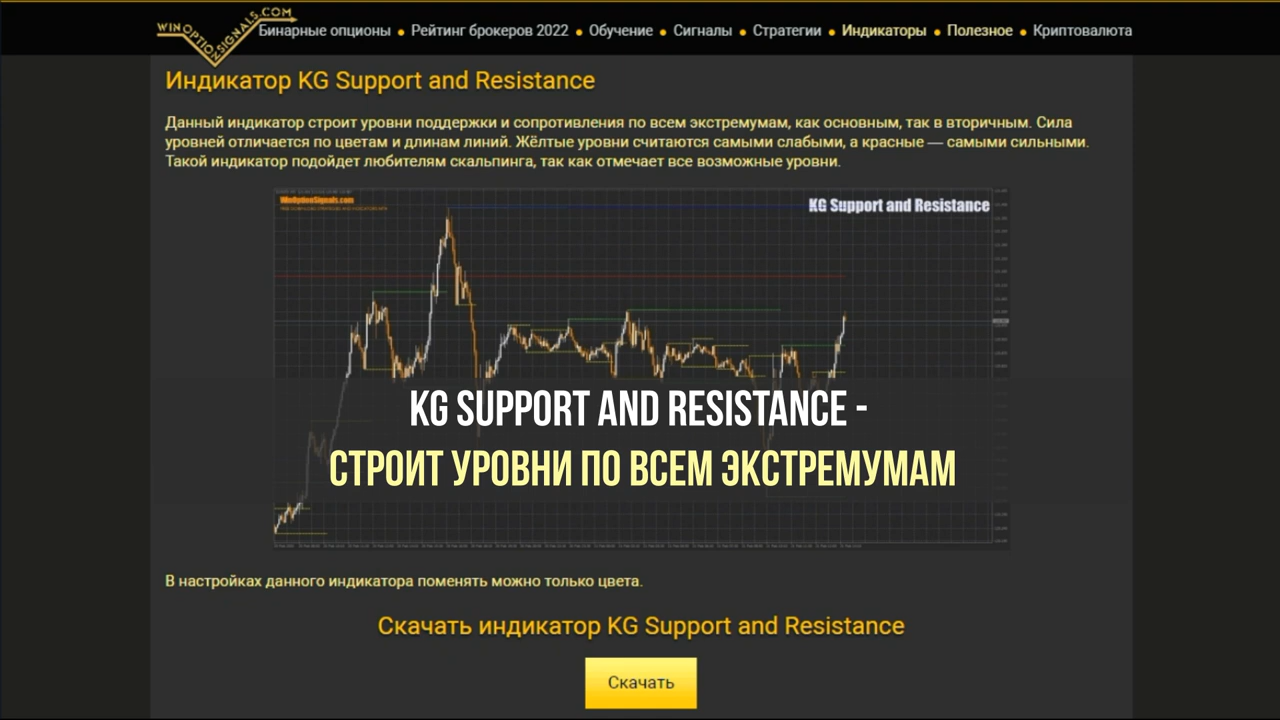 WINOPTIONSIGNALS.COM
Бинарные опционы • Рейтинг брокеров 2022 • Обучение • Сигналы • Стратегии • Индикаторы • Полезное • Криптовалюта
Индикатор KG Support and Resistance
Данный индикатор строит уровни поддержки и сопротивления по всем экстремумам, как основным, так в вторичным. Сила
уровней отличается по цветам и длинам линий. Жёлтые уровни считаются самыми слабыми, а красные — самыми сильными.
Такой индикатор подойдет любителям скальпинга, так как отмечает все возможные уровни.
WinOptionSignals.com
KG Support and Resistance
KG SUPPORT AND RESISTANCE -
СТРОИТ УРОВНИ ПО ВСЕМ ЭКСТРЕМУМАМ
В настройках данного индикатора поменять можно только цвета.
Скачать индикатор KG Support and Resistance
Скачать